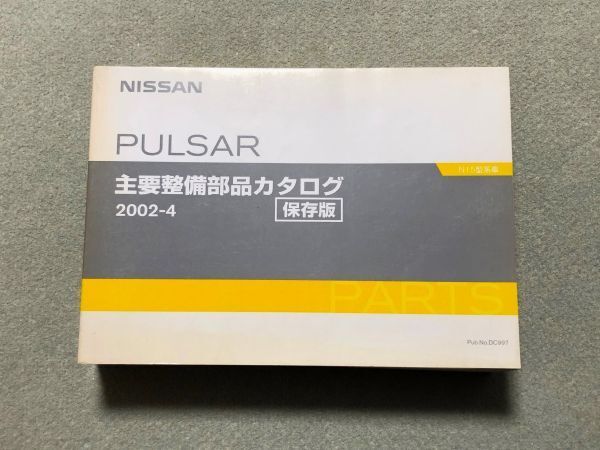 NISSAN
PULSAR
N15型系車
主要整備部品カタログ
2002-4 保存版
PARTS
Pub.No.DC997